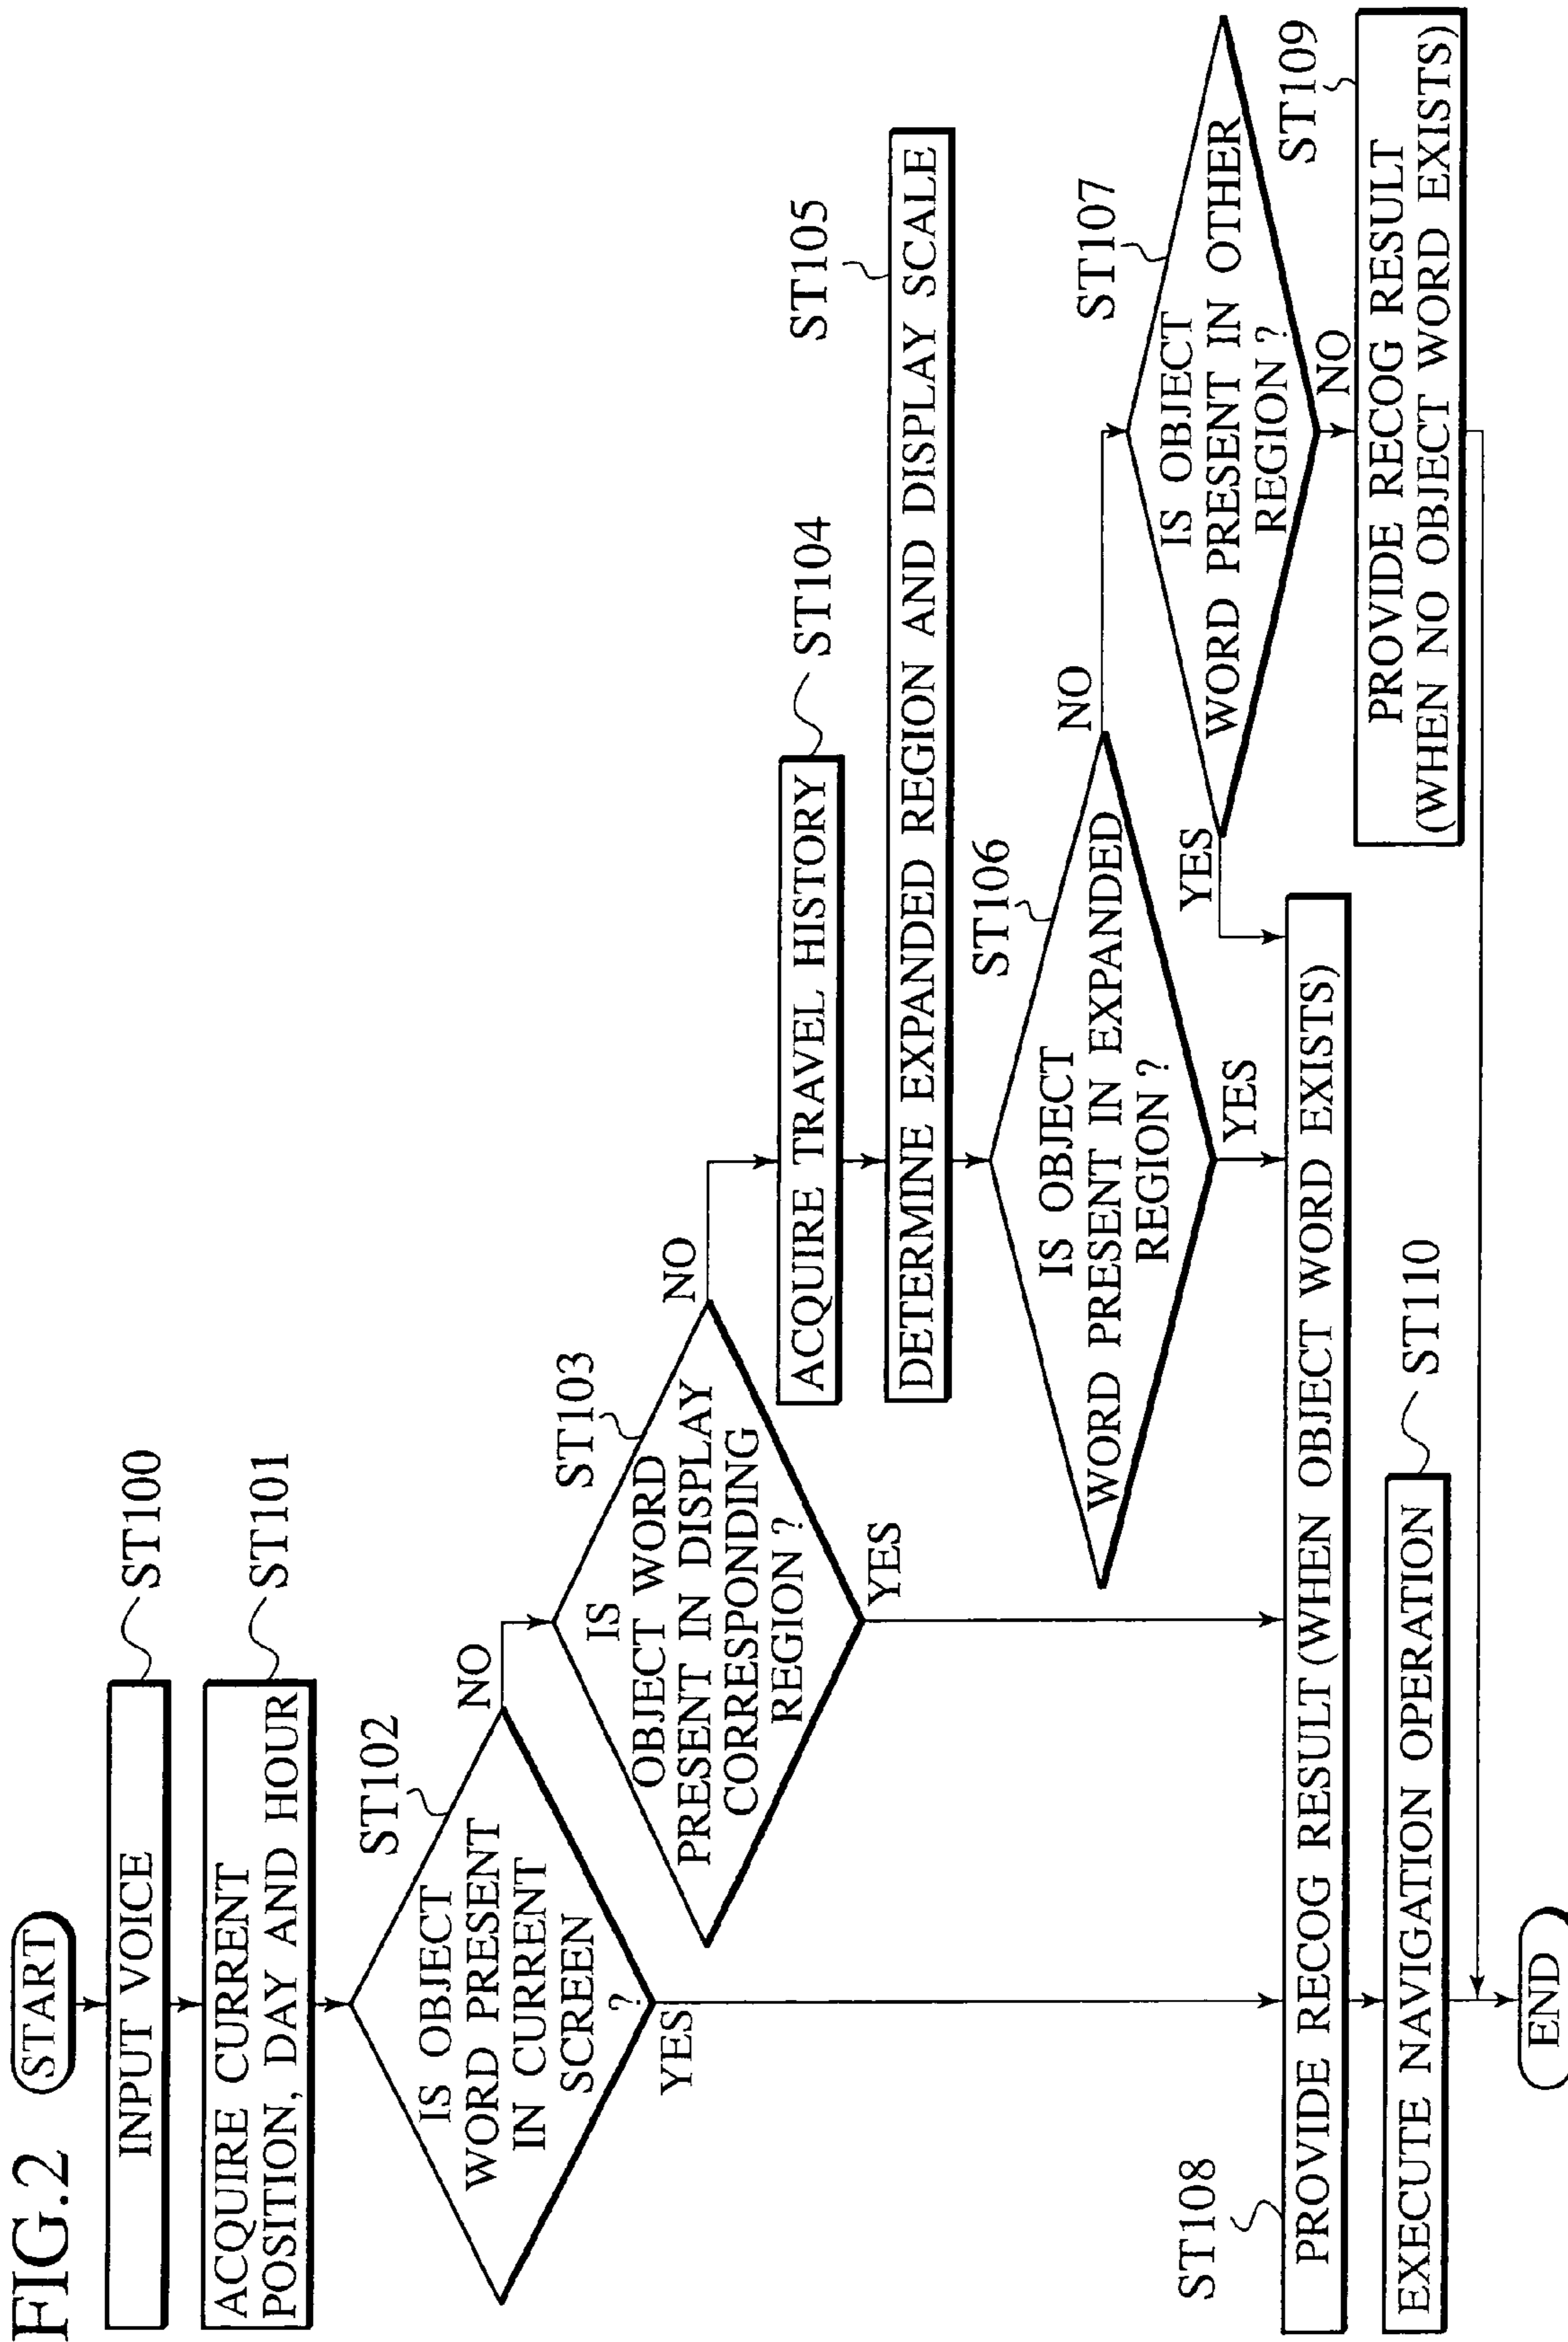 FIG.2
START
INPUT VOICE
ST100
ACQUIRE CURRENT
POSITION, DAY AND HOUR
ST101
IS OBJECT
WORD PRESENT
IN CURRENT
SCREEN
?
ST102
NO
YES
IS
OBJECT WORD
PRESENT IN DISPLAY
CORRESPONDING
REGION ?
ST103
NO
YES
ACQUIRE TRAVEL HISTORY
ST104
DETERMINE EXPANDED REGION AND DISPLAY SCALE
ST105
IS OBJECT
WORD PRESENT IN EXPANDED
REGION ?
ST106
NO
YES
IS OBJECT
WORD PRESENT IN OTHER
REGION ?
ST107
YES
NO
ST108
PROVIDE RECOG RESULT (WHEN OBJECT WORD EXISTS)
PROVIDE RECOG RESULT
(WHEN NO OBJECT WORD EXISTS)
ST109
EXECUTE NAVIGATION OPERATION
ST110
END